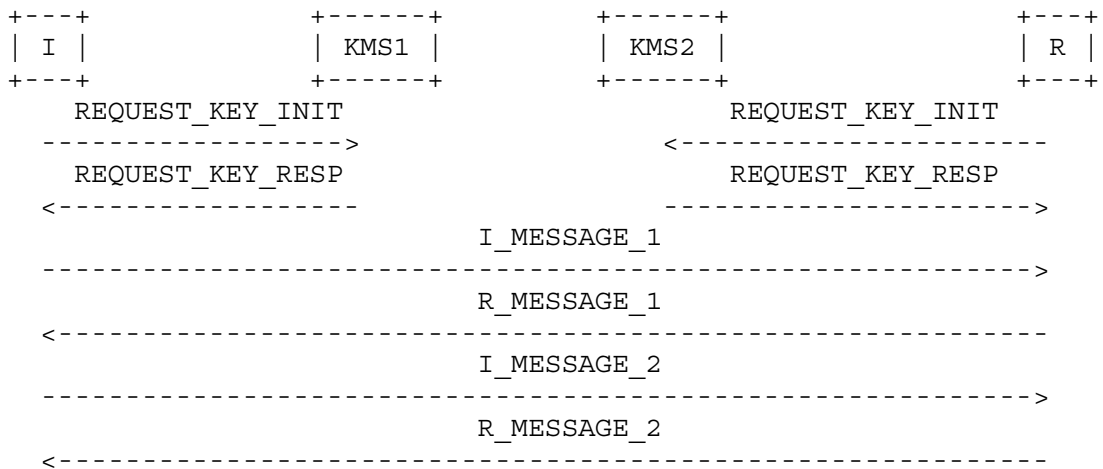 I KMS1 KMS2 R
REQUEST_KEY_INIT REQUEST_KEY_INIT
REQUEST_KEY_RESP REQUEST_KEY_RESP
I_MESSAGE_1
R_MESSAGE_1
I_MESSAGE_2
R_MESSAGE_2